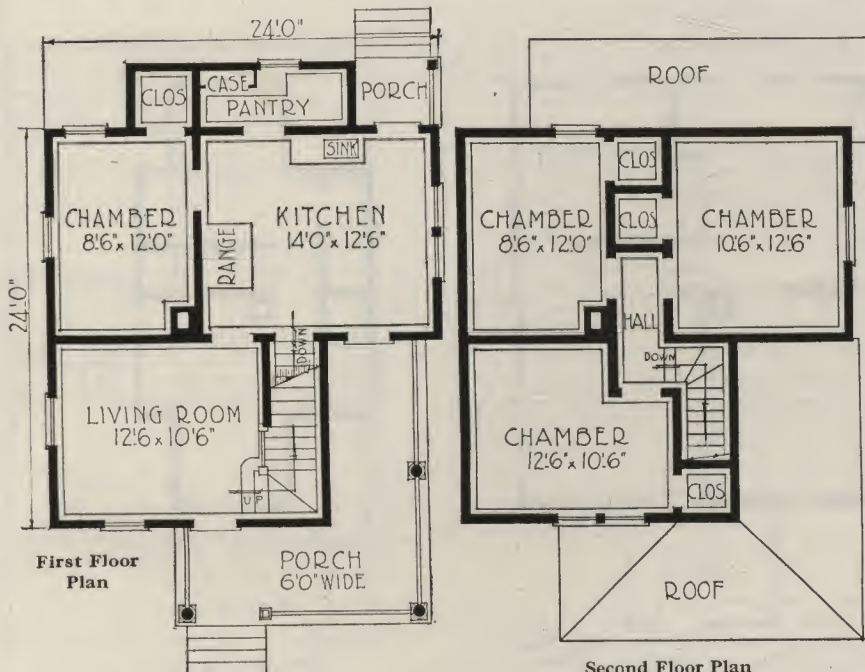 24'0"
CLOS
CASE
PANTRY
PORCH
SINK
CHAMBER
8'6" x 12'0"
KITCHEN
14'0" x 12'6"
RANGE
24'0"
DOWN
LIVING ROOM
12'6 x 10'6"
UP
PORCH
6'0" WIDE
First Floor
Plan
ROOF
CLOS
CLOS
CHAMBER
8'6" x 12'0"
CHAMBER
10'6" x 12'6"
HALL
DOWN
CHAMBER
12'6" x 10'6"
CLOS
ROOF
Second Floor Plan